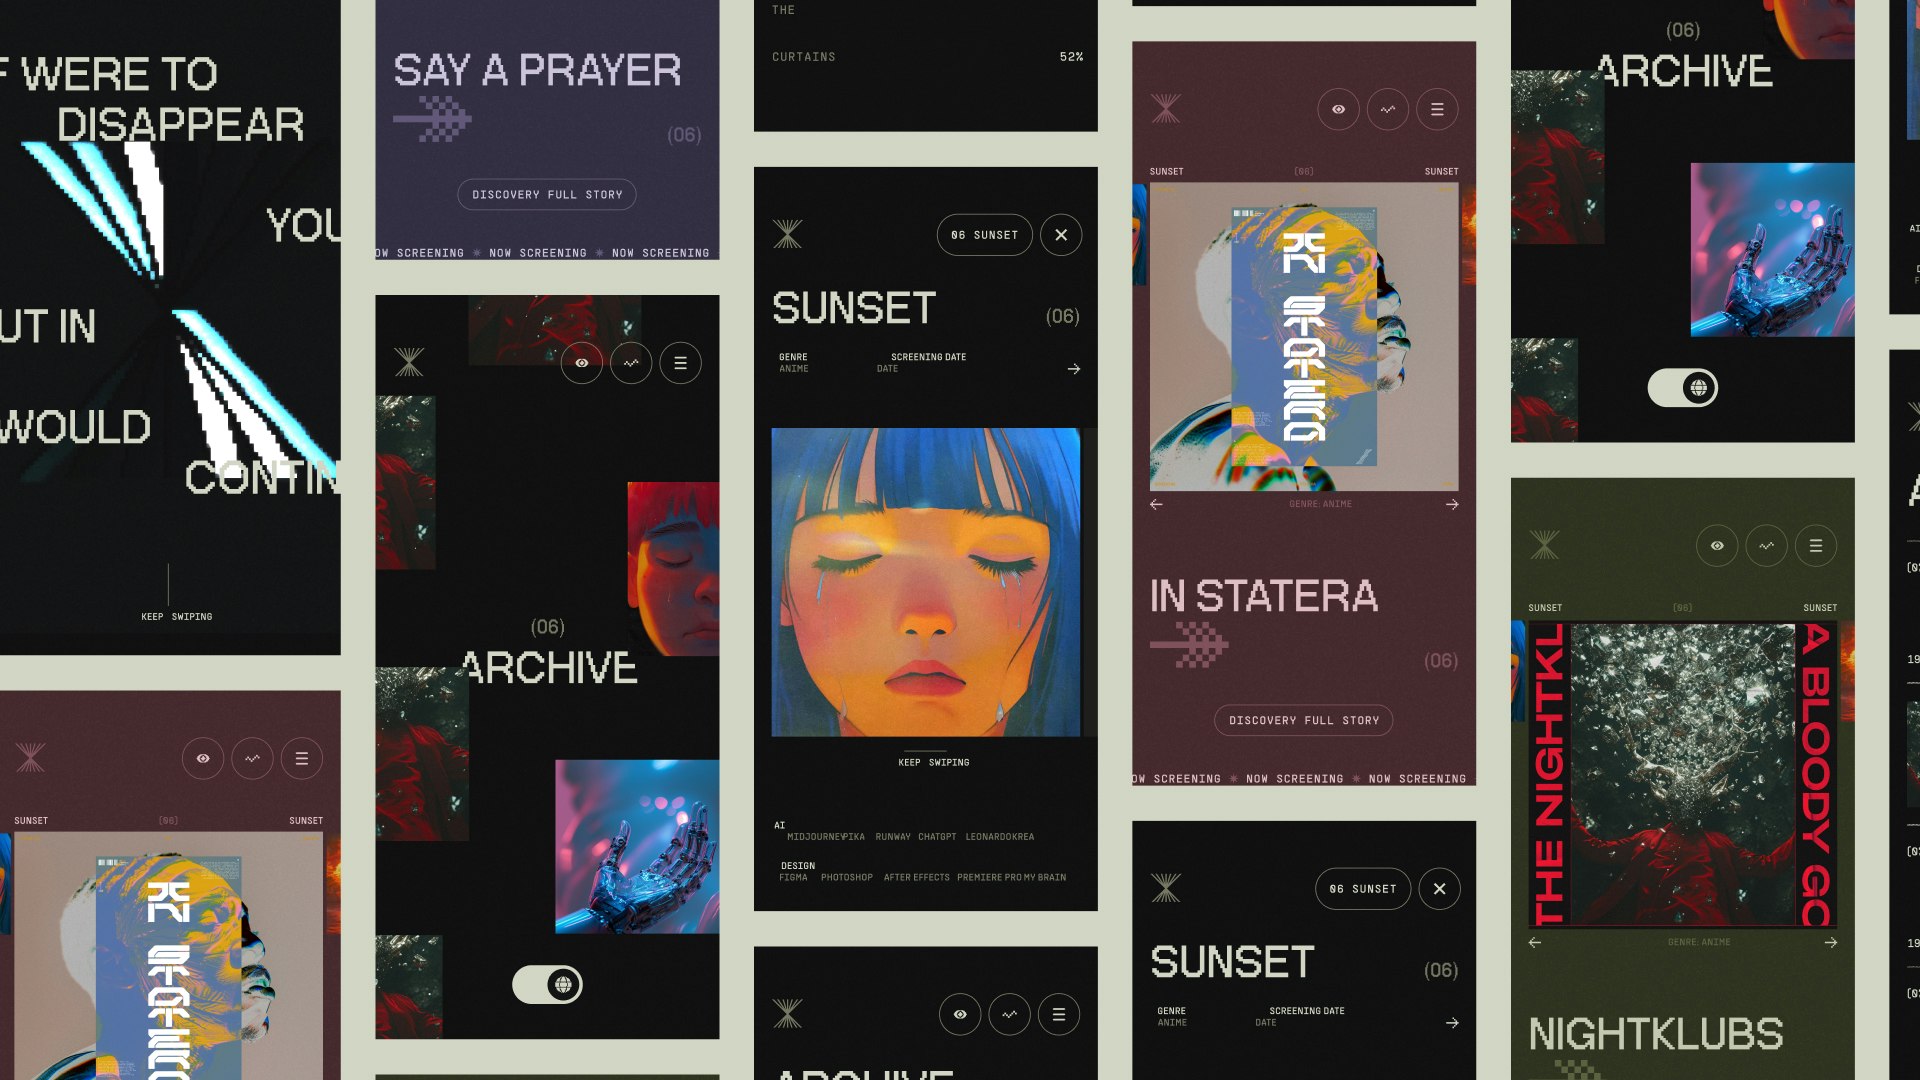 F WERE TO
DISAPPEAR
YOU
UT IN
WOULD
CONTIN
KEEP SWIPING
SUNSET
(06)
SUNSET
SAY A PRAYER
(06)
DISCOVERY FULL STORY
OW SCREENING * NOW SCREENING * NOW SCREENING
(06)
ARCHIVE
THE
CURTAINS
52%
06 SUNSET
SUNSET
(06)
GENRE
ANIME
SCREENING DATE
DATE
KEEP SWIPING
AI
MIDJOURNEY PIKA RUNWAY CHATGPT LEONARDO KREA
DESIGN
FIGMA PHOTOSHOP AFTER EFFECTS PREMIERE PRO MY BRAIN
ARCHIVE
SUNSET
(06)
SUNSET
GENRE: ANIME
IN STATERA
(06)
DISCOVERY FULL STORY
OW SCREENING * NOW SCREENING * NOW SCREENING
06 SUNSET
SUNSET
(06)
GENRE
ANIME
SCREENING DATE
DATE
(06)
ARCHIVE
SUNSET
(06)
SUNSET
THE NIGHTKL
A BLOODY GO
GENRE: ANIME
NIGHTKLUBS